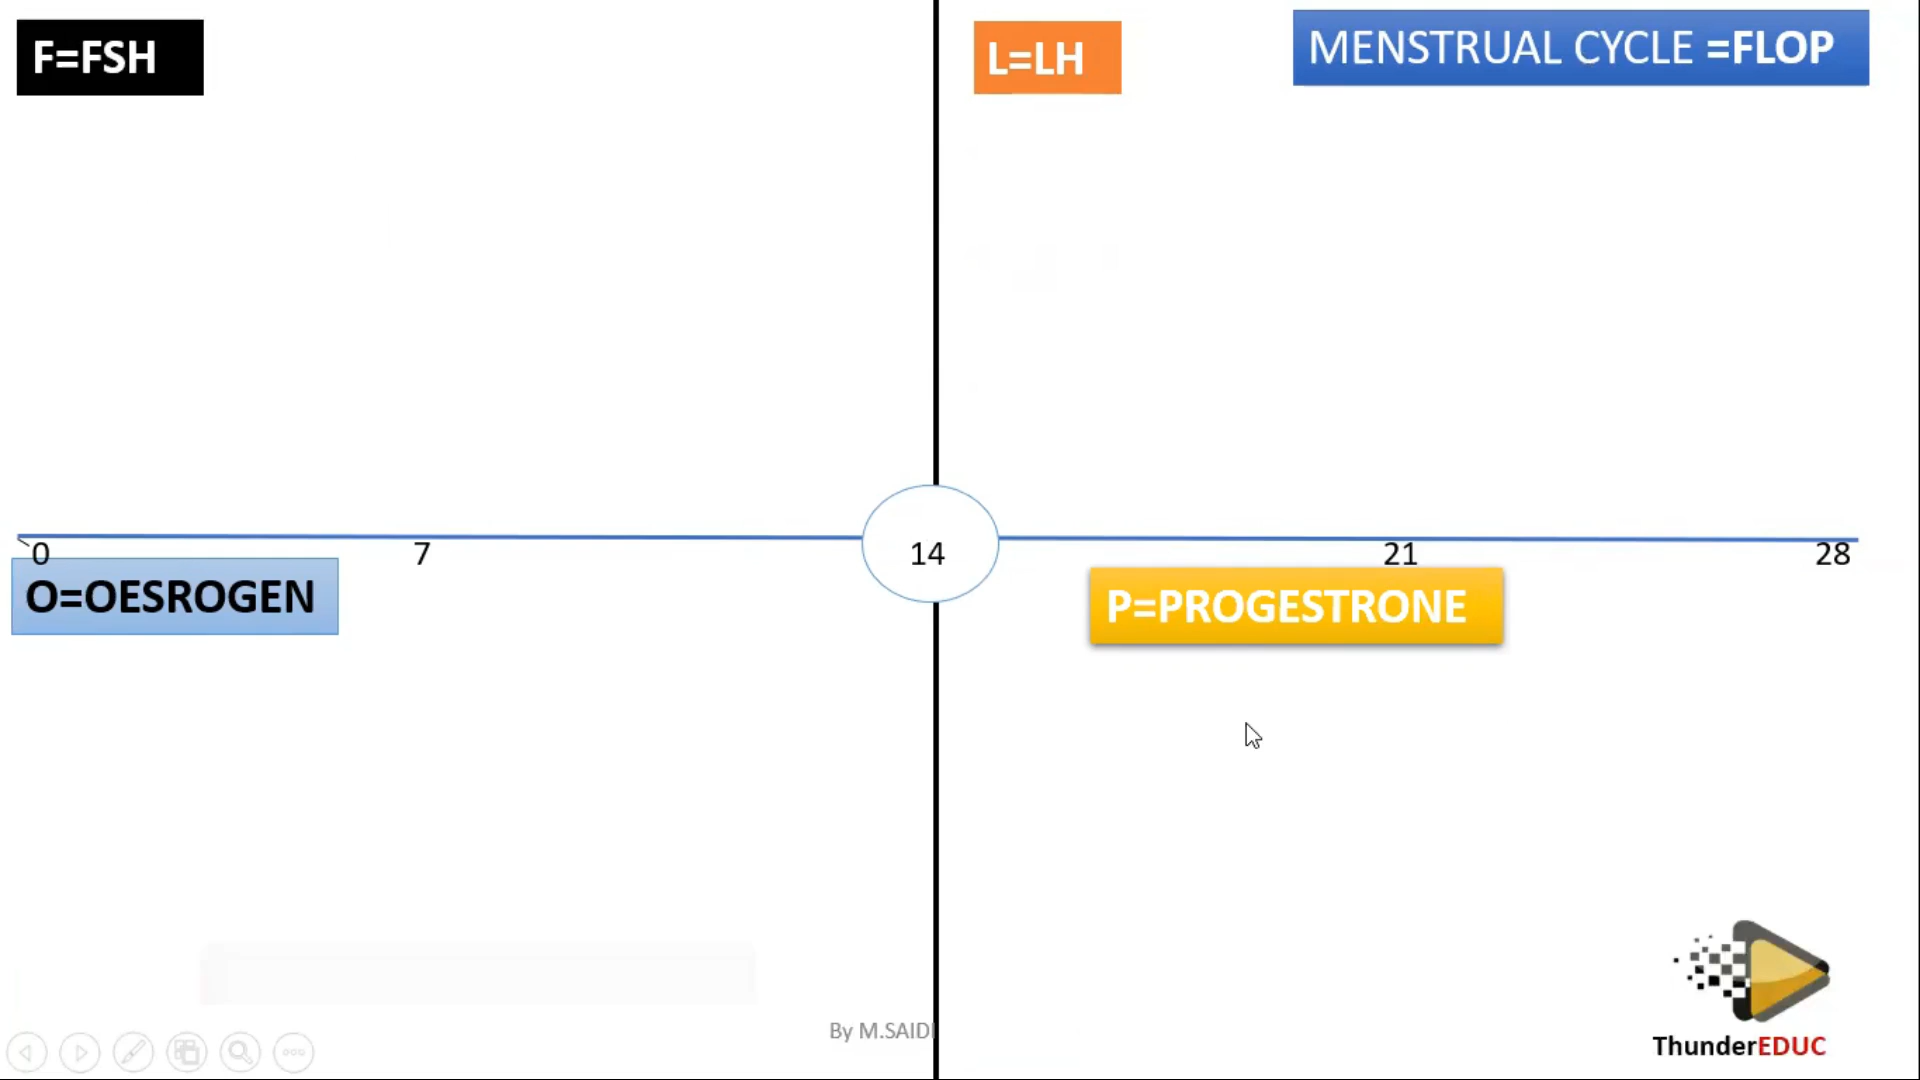 F=FSH
L=LH
MENSTRUAL CYCLE =FLOP
0
7
14
21
28
O=OESROGEN
P=PROGESTRONE
By M.SAIDI
ThunderEDUC